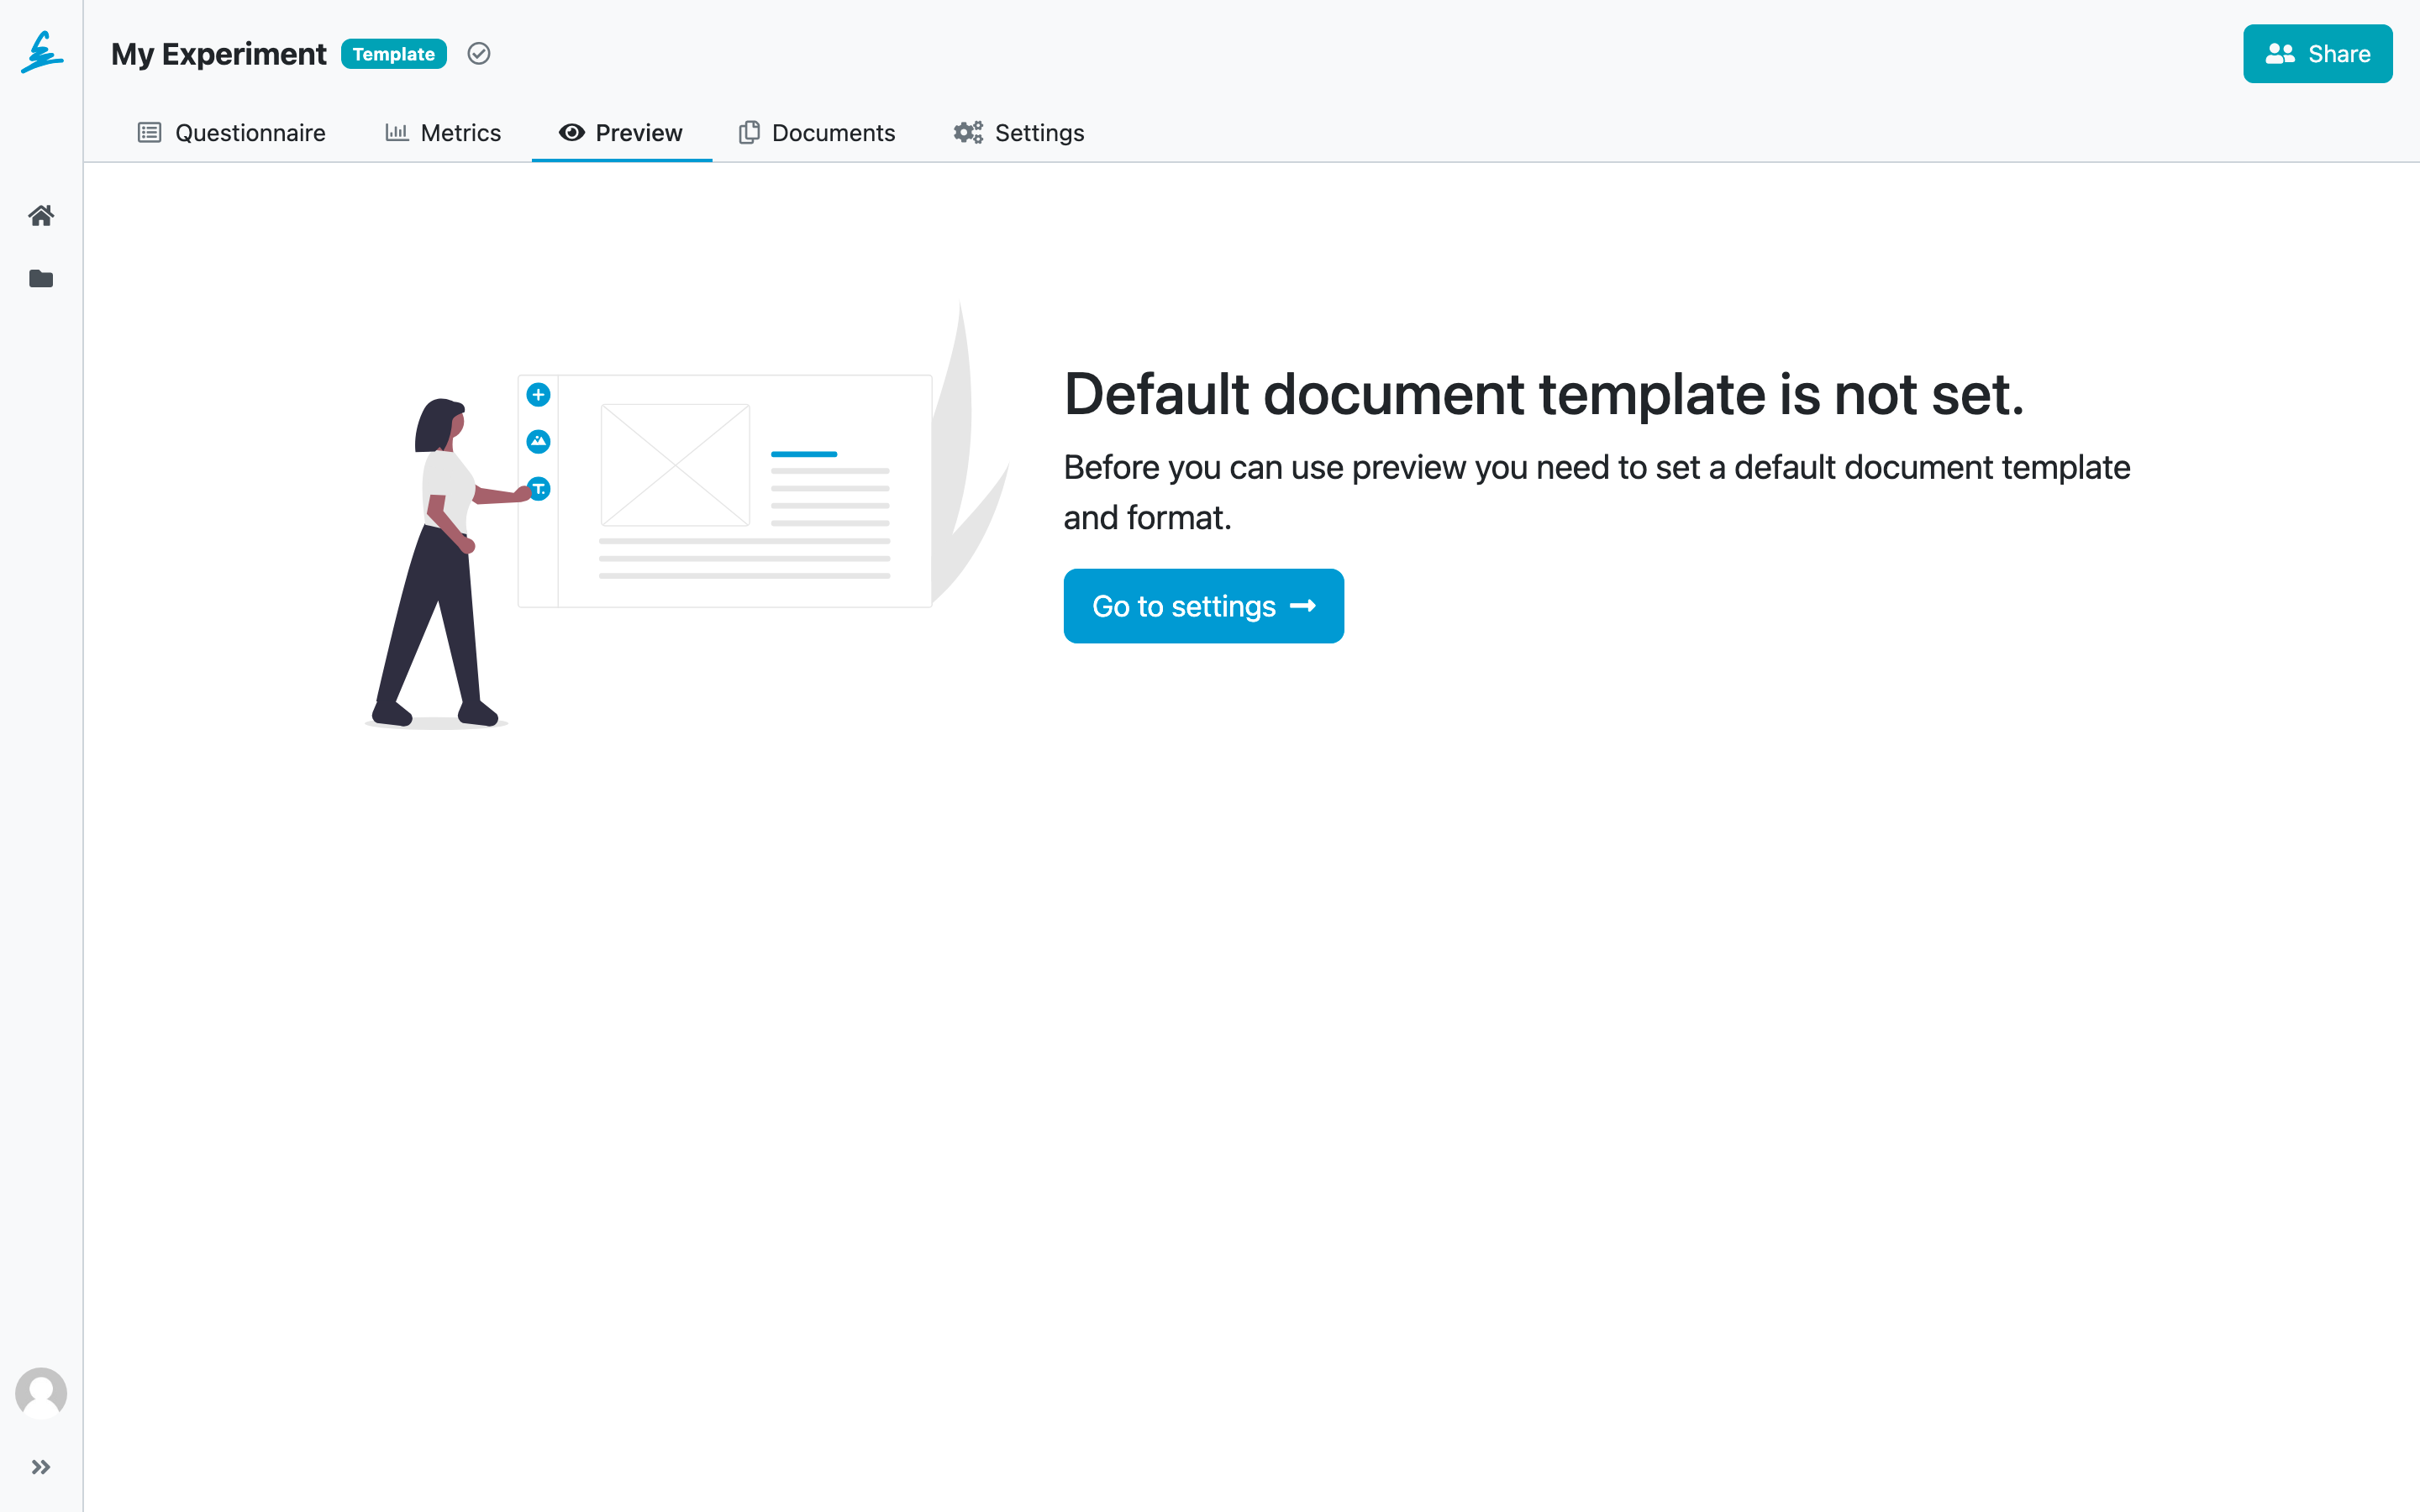 My Experiment Template
Share
Questionnaire Metrics Preview Documents Settings
Default document template is not set.
Before you can use preview you need to set a default document template
and format.
Go to settings
T.